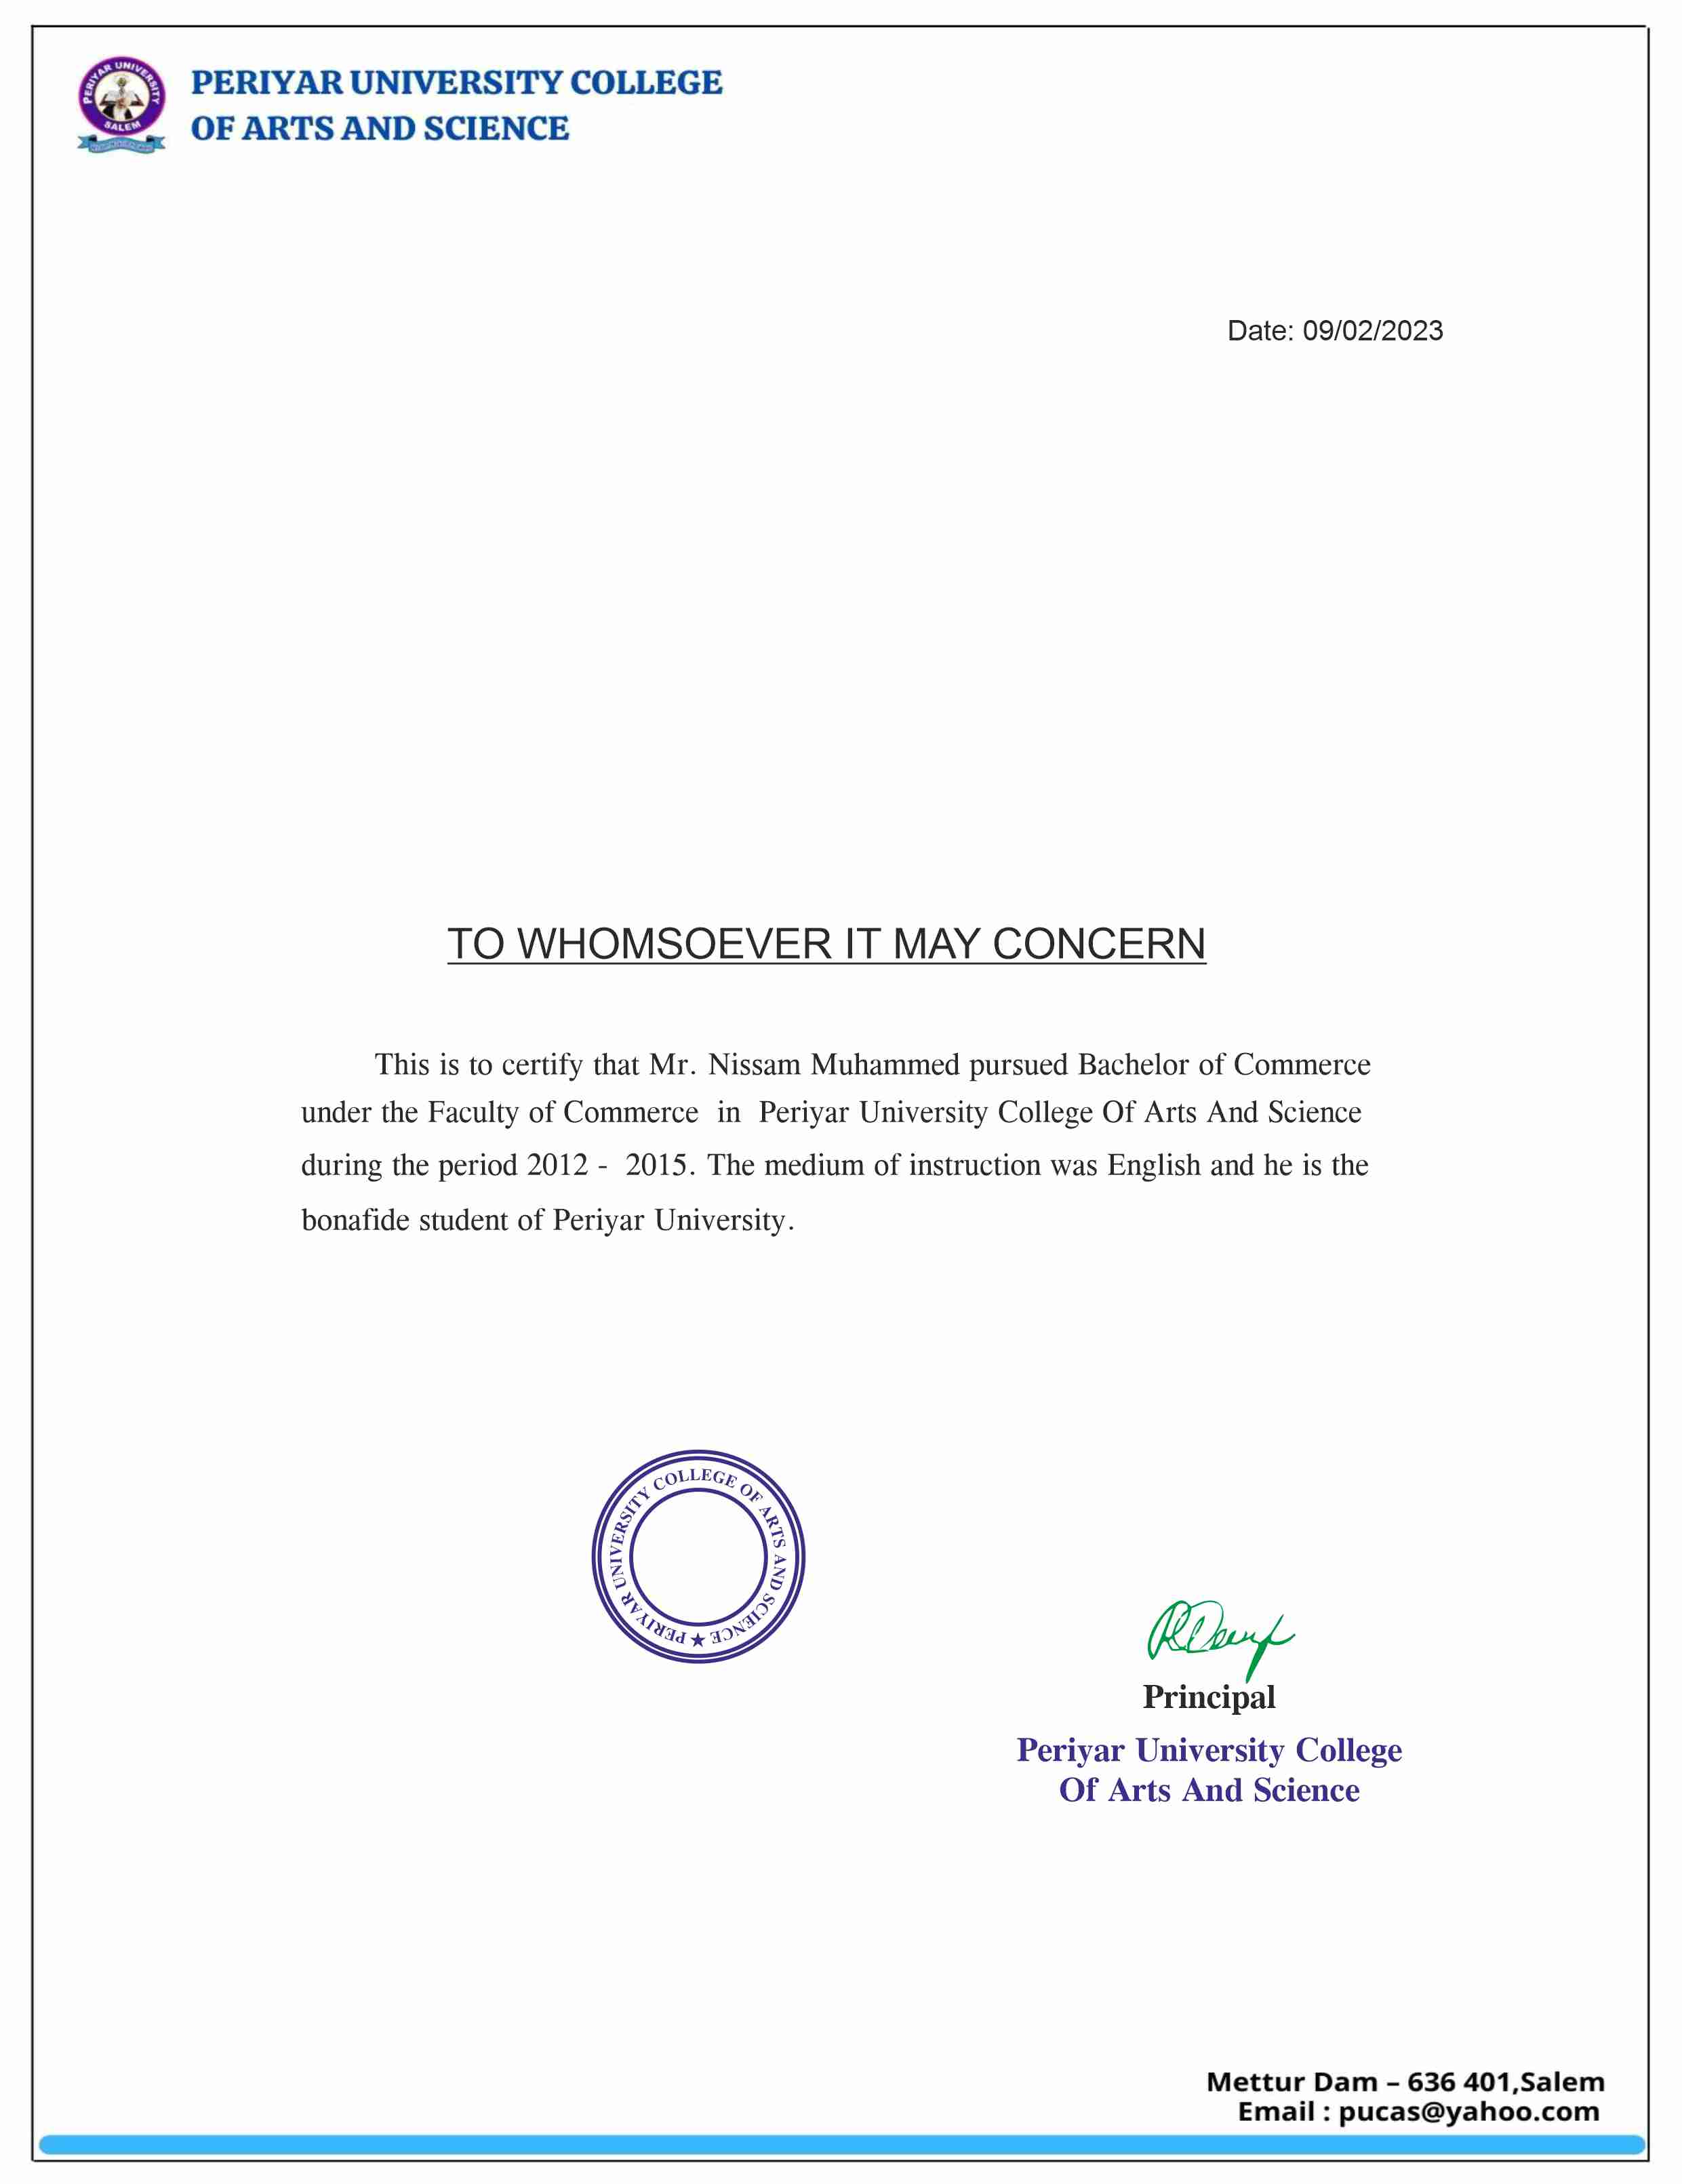 PERIYAR UNIVERSITY
SALEM
PERIYAR UNIVERSITY COLLEGE
OF ARTS AND SCIENCE
Date: 09/02/2023
TO WHOMSOEVER IT MAY CONCERN
This is to certify that Mr. Nissam Muhammed pursued Bachelor of Commerce
under the Faculty of Commerce in Periyar University College Of Arts And Science
during the period 2012 - 2015. The medium of instruction was English and he is the
bonafide student of Periyar University.
PERIYAR UNIVERSITY COLLEGE OF ARTS AND SCIENCE ★
Principal
Periyar University College
Of Arts And Science
Mettur Dam – 636 401,Salem
Email : pucas@yahoo.com